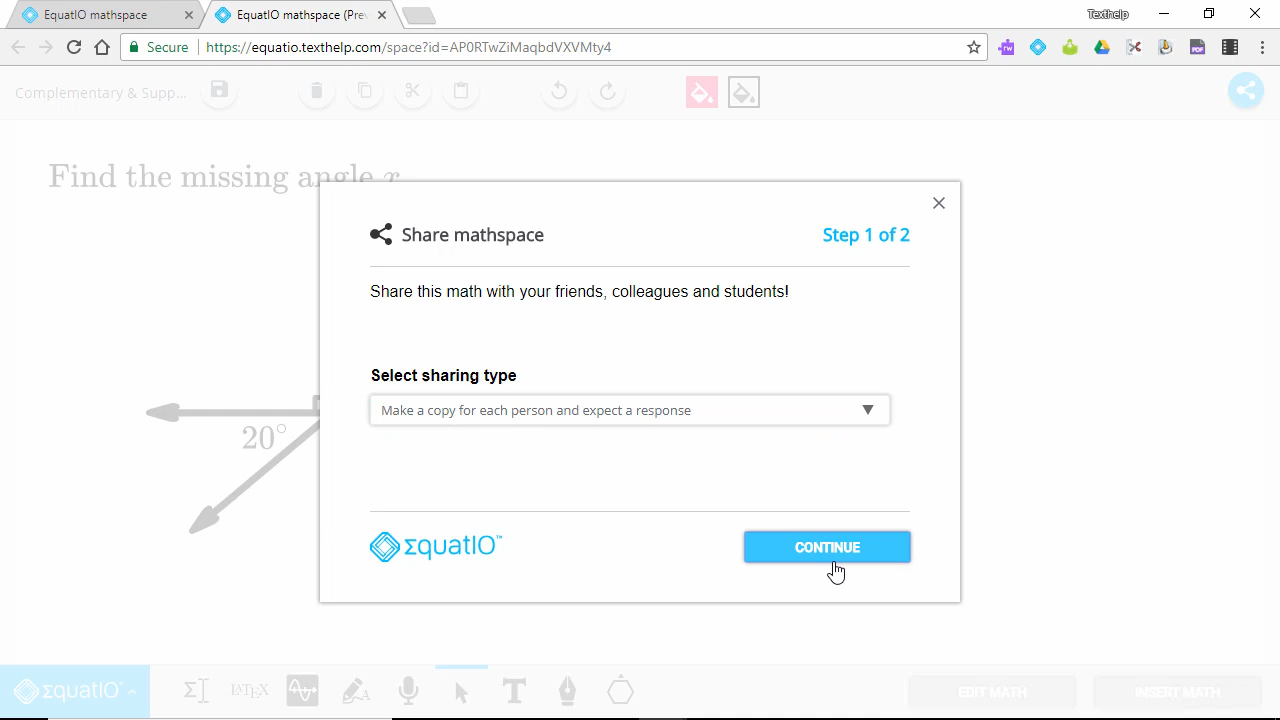 EquatIO mathspace
EquatIO mathspace (Prev
Texthelp
Secure
https://equatio.texthelp.com/space?id=AP0RTwZiMaqbdVXVMty4
Complementary & Supp...
Find the missing angle x
Share mathspace
Step 1 of 2
Share this math with your friends, colleagues and students!
Select sharing type
Make a copy for each person and expect a response
20°
ΣquatIO™
CONTINUE
ΣquatIO™
LATEX
T
EDIT MATH
INSERT MATH